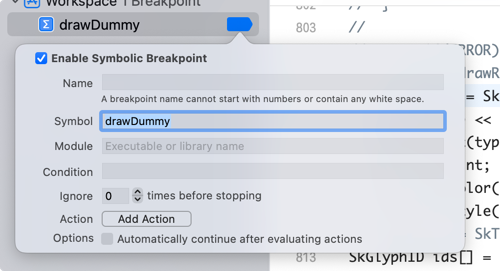 Workspace 1 Breakpoint
drawDummy
Enable Symbolic Breakpoint
Name
A breakpoint name cannot start with numbers or contain any white space.
Symbol drawDummy
Module Executable or library name
Condition
Ignore 0 times before stopping
Action Add Action
Options Automatically continue after evaluating actions
802 //
803 //
RROR)
drawR
= Sk
<<
t(typ
nt;
olor(
tyle(
= SkT
813 SkGlyphID ids[] =